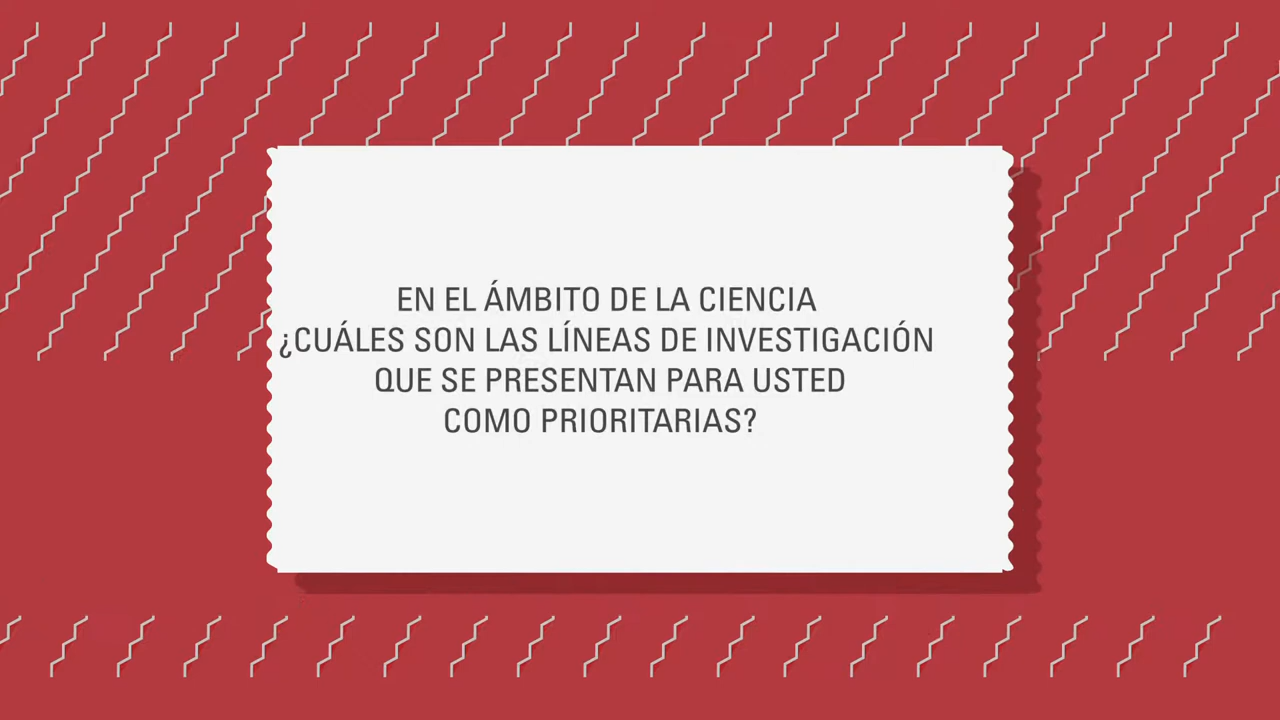 EN EL ÁMBITO DE LA CIENCIA
¿CUÁLES SON LAS LÍNEAS DE INVESTIGACIÓN
QUE SE PRESENTAN PARA USTED
COMO PRIORITARIAS?